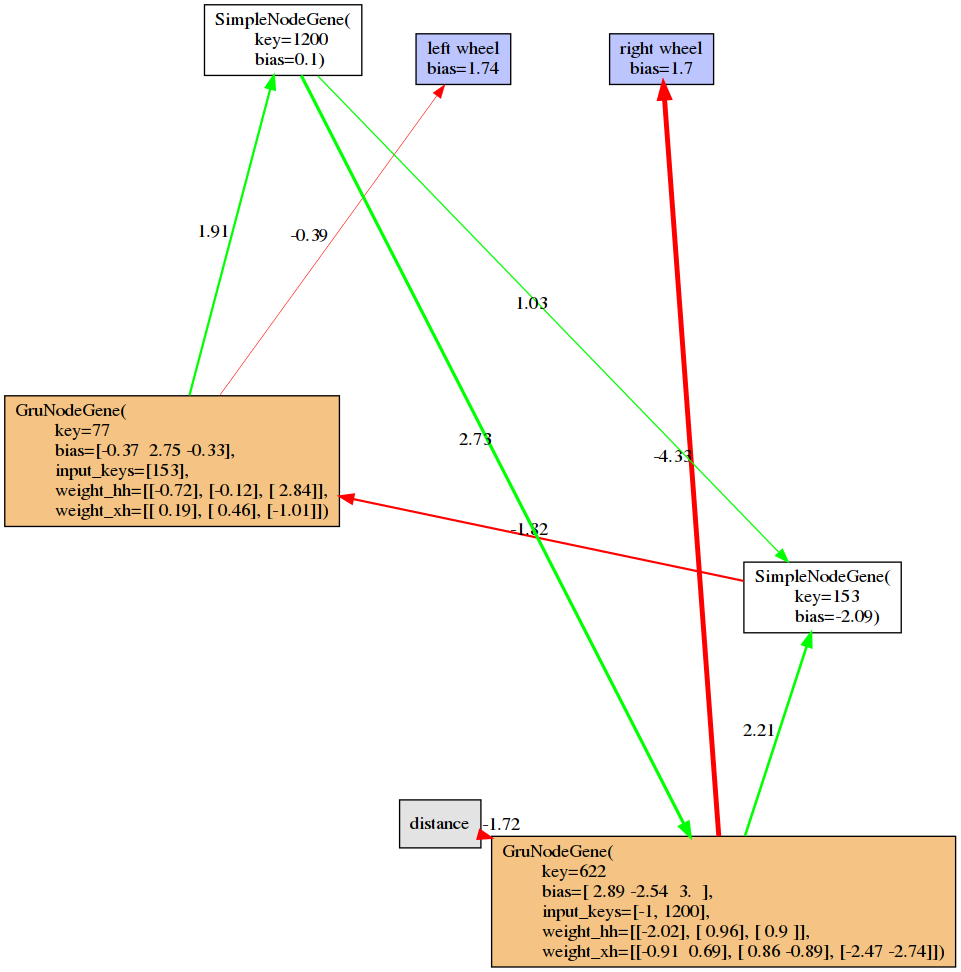 SimpleNodeGene(
key=1200
bias=0.1)
left wheel
bias=1.74
right wheel
bias=1.7
1.91
-0.39
1.03
2.73
-4.33
GruNodeGene(
key=77
bias=[-0.37  2.75 -0.33],
input_keys=[153],
weight_hh=[[-0.72], [-0.12], [ 2.84]],
weight_xh=[[ 0.19], [ 0.46], [-1.01]])
-1.82
SimpleNodeGene(
key=153
bias=-2.09)
2.21
distance
-1.72
GruNodeGene(
key=622
bias=[ 2.89 -2.54  3.  ],
input_keys=[-1, 1200],
weight_hh=[[-2.02], [ 0.96], [ 0.9 ]],
weight_xh=[[-0.91  0.69], [ 0.86 -0.89], [-2.47 -2.74]])